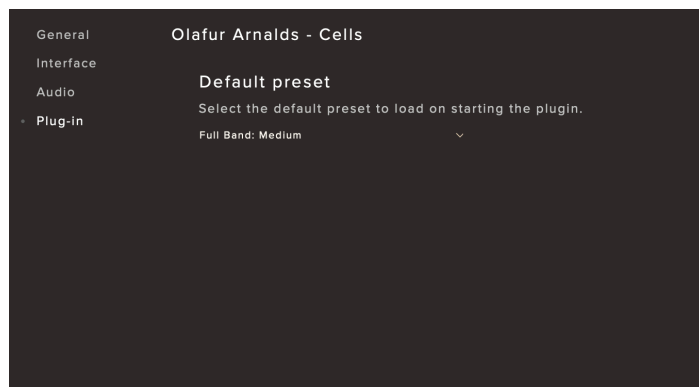 General
Interface
Audio
Plug-in
Olafur Arnalds - Cells
Default preset
Select the default preset to load on starting the plugin.
Full Band: Medium